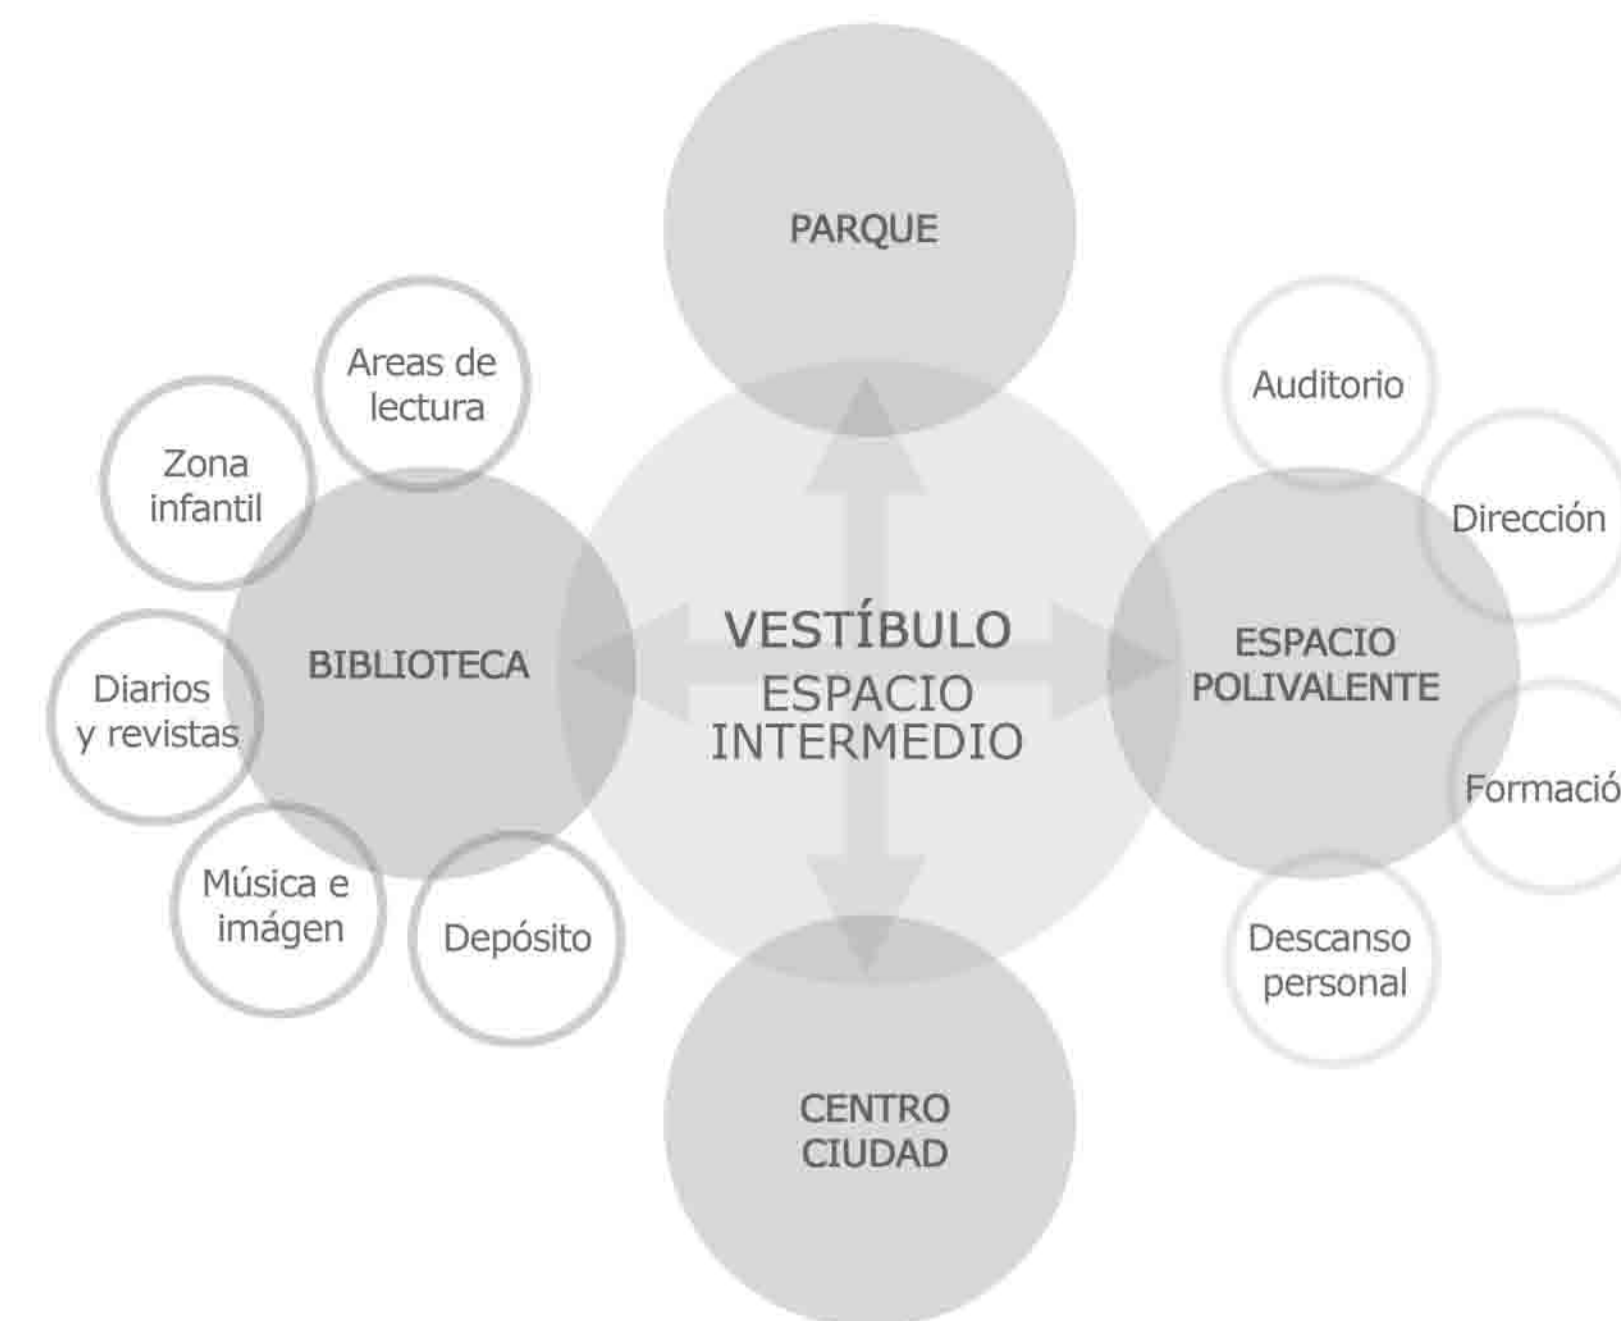 PARQUE
Areas de
lectura
Zona
infantil
Diarios
y revistas
Música e
imágen
Depósito
BIBLIOTECA
VESTÍBULO
ESPACIO
INTERMEDIO
ESPACIO
POLIVALENTE
Auditorio
Dirección
Formació
Descanso
personal
CENTRO
CIUDAD